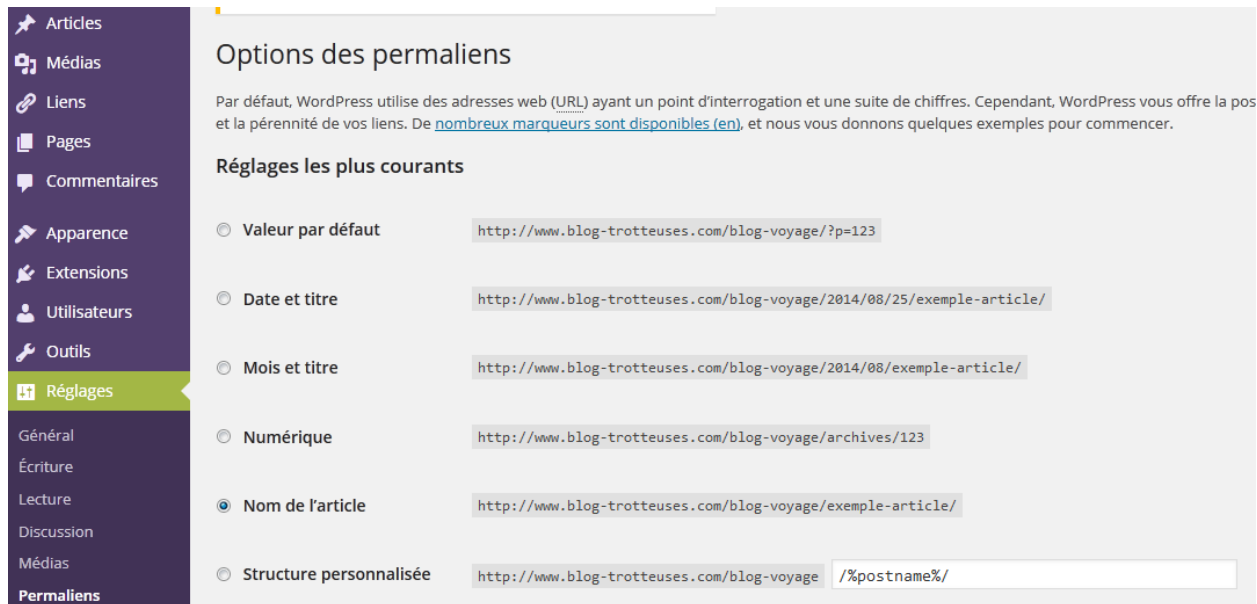 Articles
Médias
Liens
Pages
Commentaires
Apparence
Extensions
Utilisateurs
Outils
Réglages
Général
Écriture
Lecture
Discussion
Médias
Permaliens
Options des permaliens
Par défaut, WordPress utilise des adresses web (URL) ayant un point d’interrogation et une suite de chiffres. Cependant, WordPress vous offre la pos
et la pérennité de vos liens. De nombreux marqueurs sont disponibles (en), et nous vous donnons quelques exemples pour commencer.
Réglages les plus courants
Valeur par défaut http://www.blog-trotteuses.com/blog-voyage/?p=123
Date et titre http://www.blog-trotteuses.com/blog-voyage/2014/08/25/exemple-article/
Mois et titre http://www.blog-trotteuses.com/blog-voyage/2014/08/exemple-article/
Numérique http://www.blog-trotteuses.com/blog-voyage/archives/123
Nom de l’article http://www.blog-trotteuses.com/blog-voyage/exemple-article/
Structure personnalisée http://www.blog-trotteuses.com/blog-voyage /%postname%/